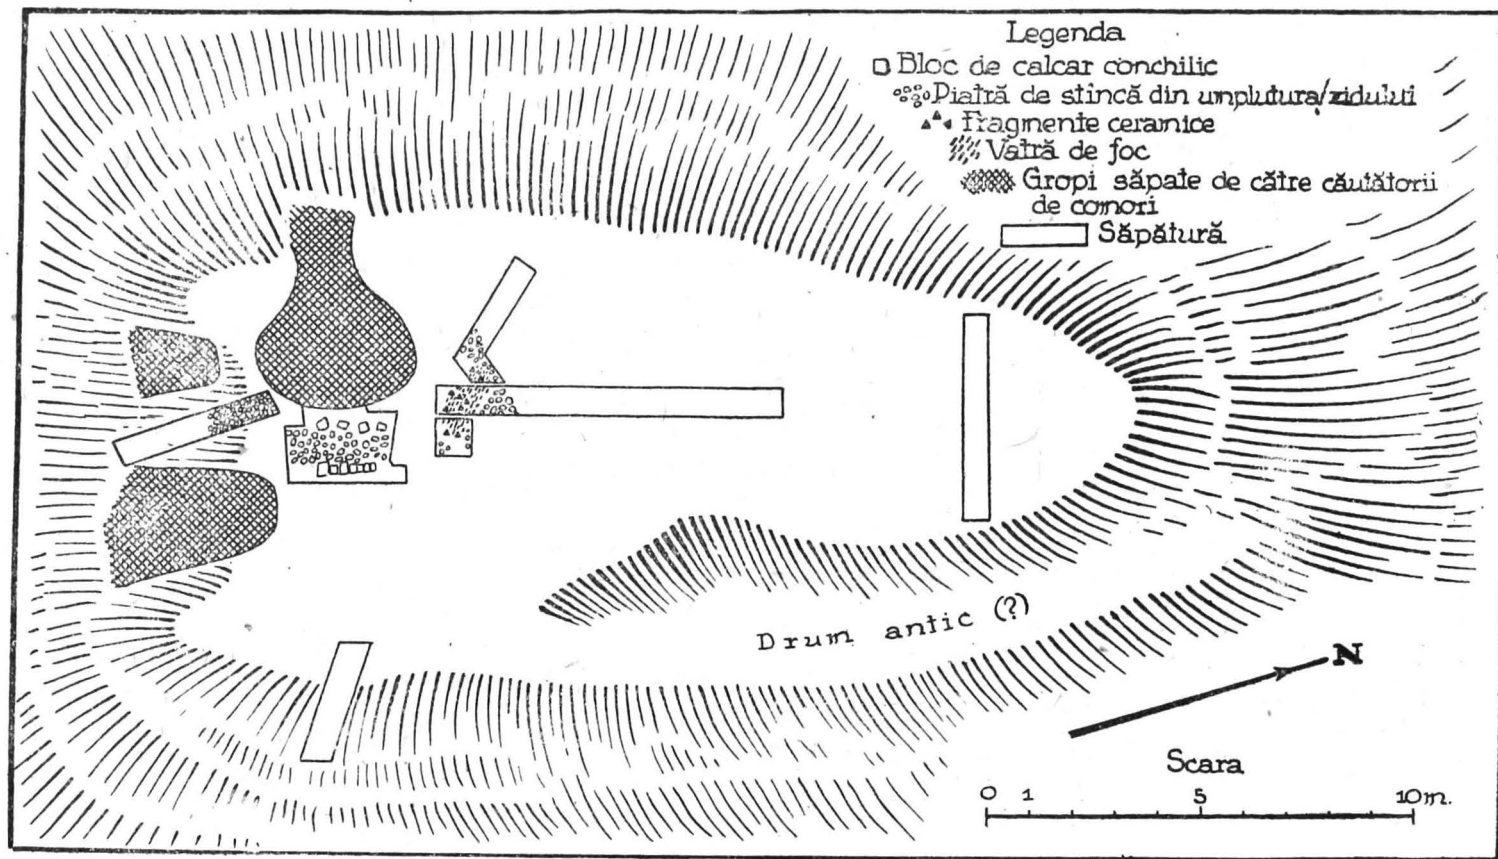 Legenda
Bloc de calcar conchilic
Piatră de stîncă din umplutura/zidului
Fragmente ceramice
Vatră de foc
Gropi săpate de către căutătorii
de comori
Săpătură
Drum antic (?)
N
Scara
0 1 5 10m.